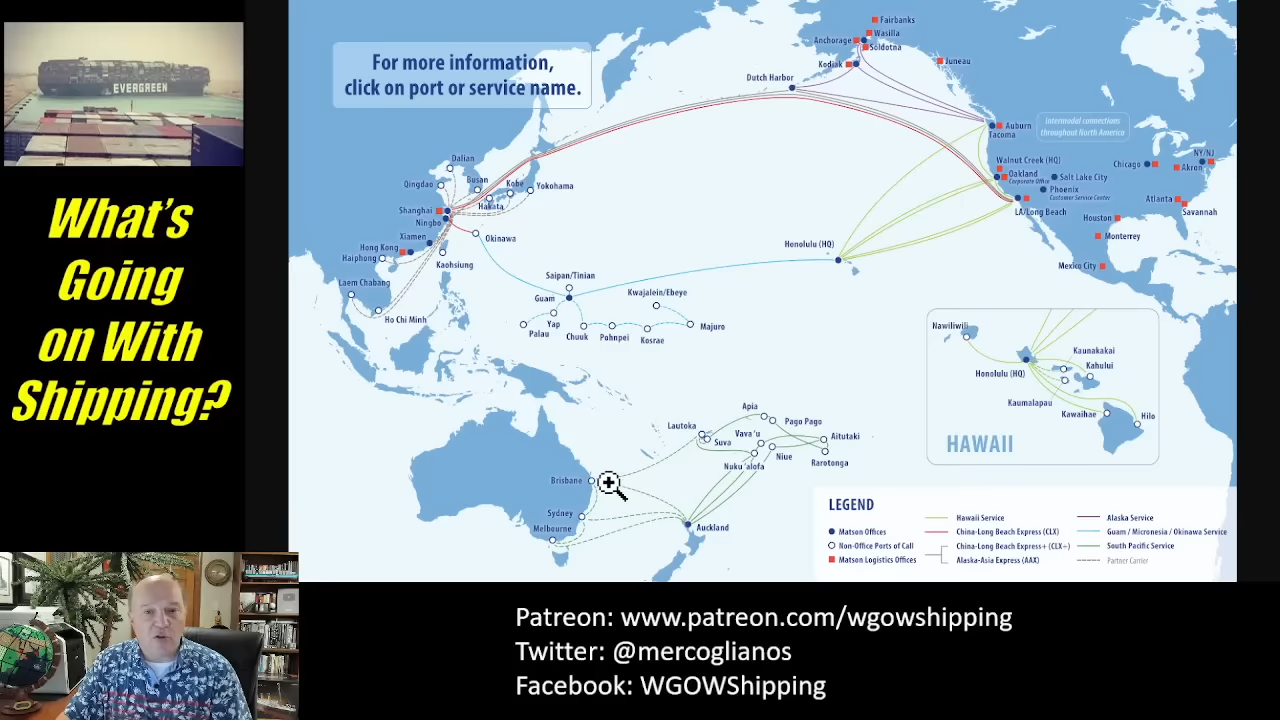 EVERGREEN
What's
Going
on With
Shipping?
For more information,
click on port or service name.
Fairbanks
Wasilla
Anchorage
Soldotna
Kodiak
Juneau
Dutch Harbor
Auburn
Tacoma
Intermodal connections
throughout North America
Walnut Creek (HQ)
Oakland
Corporate Office
Salt Lake City
Phoenix
Customer Service Center
LA/Long Beach
Chicago
NY/NJ
Akron
Atlanta
Savannah
Houston
Monterrey
Mexico City
Dalian
Qingdao
Busan
Kobe
Yokohama
Hakata
Shanghai
Ningbo
Okinawa
Xiamen
Hong Kong
Haiphong
Kaohsiung
Laem Chabang
Ho Chi Minh
Honolulu (HQ)
Saipan/Tinian
Guam
Kwajalein/Ebeye
Yap
Palau
Chuuk
Pohnpei
Kosrae
Majuro
Nawiliwili
Kaunakakai
Honolulu (HQ)
Kahului
Kaumalapau
Kawaihae
Hilo
HAWAII
Apia
Pago Pago
Lautoka
Suva
Vava 'u
Aitutaki
Niue
Nuku 'alofa
Rarotonga
Brisbane
Sydney
Melbourne
Auckland
LEGEND
Matson Offices
Non-Office Ports of Call
Matson Logistics Offices
Hawaii Service
China-Long Beach Express (CLX)
China-Long Beach Express+ (CLX+)
Alaska-Asia Express (AAX)
Alaska Service
Guam / Micronesia / Okinawa Service
South Pacific Service
Partner Carrier
Patreon: www.patreon.com/wgowshipping
Twitter: @mercoglianos
Facebook: WGOWShipping